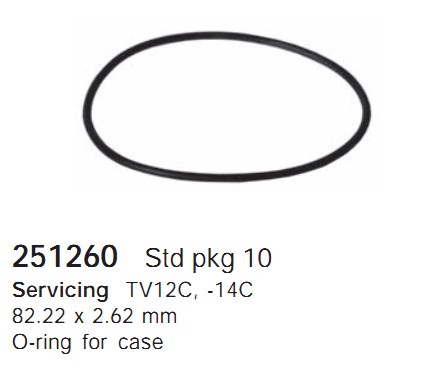 251260 Std pkg 10
Servicing TV12C, -14C
82.22 x 2.62 mm
O-ring for case